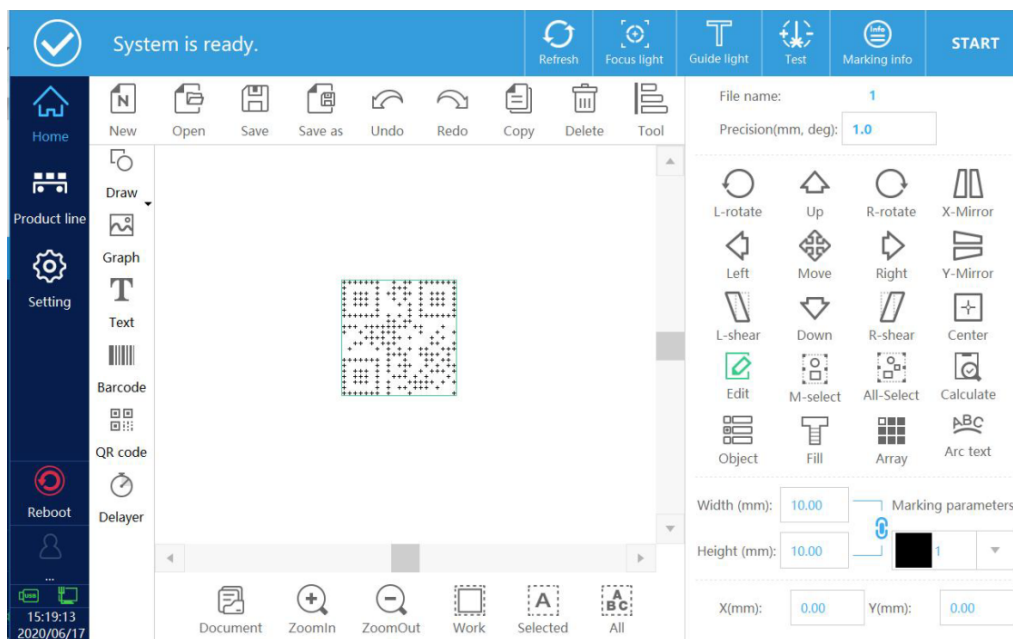 System is ready.
Refresh
Focus light
Guide light
Test
Info
Marking info
START
Home
Product line
Setting
Reboot
...
USB
15:19:13
2020/06/17
N
New
Open
Save
Save as
Undo
Redo
Copy
Delete
Tool
Draw
Graph
T
Text
Barcode
QR code
Delayer
Document
ZoomIn
ZoomOut
Work
A
Selected
A
B C
All
File name: 1
Precision(mm, deg): 1.0
L-rotate Up R-rotate X-Mirror
Left Move Right Y-Mirror
L-shear Down R-shear Center
Edit M-select All-Select Calculate
ABC
Object Fill Array Arc text
Width (mm): 10.00 Marking parameters
Height (mm): 10.00 1
X(mm): 0.00 Y(mm): 0.00